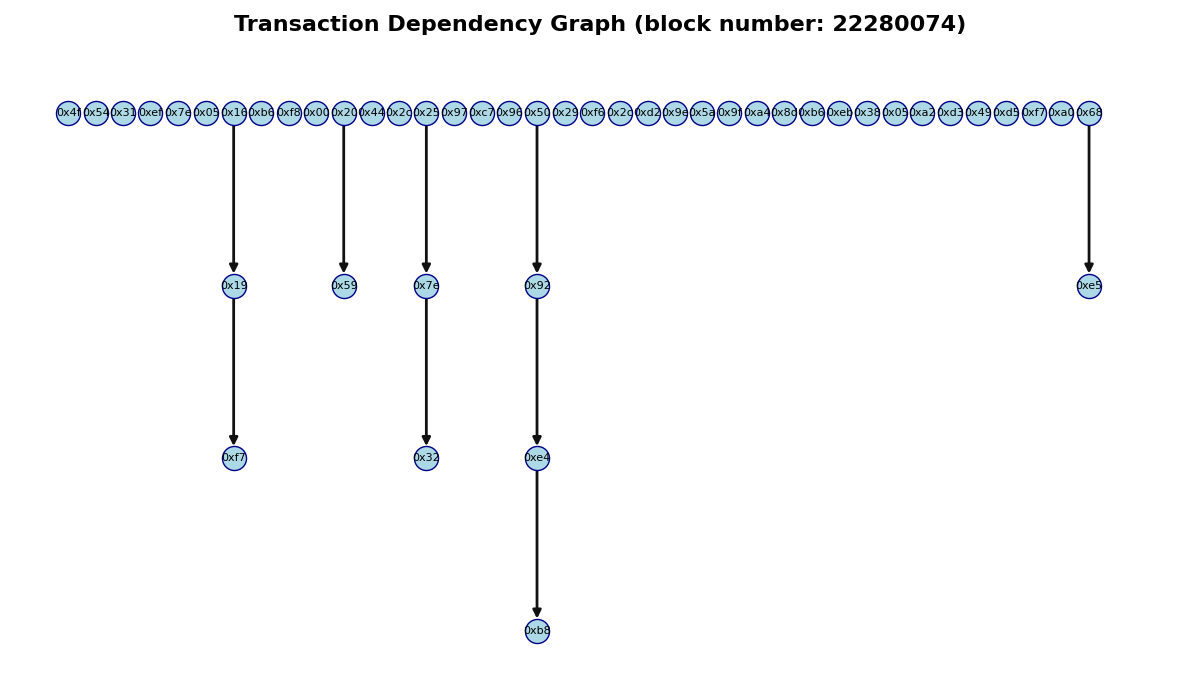 Transaction Dependency Graph (block number: 22280074)
0x4f 0x54 0x31 0xef 0x7e 0x05 0x16 0xb6 0xf8 0x00 0x20 0x44 0x2c 0x25 0x97 0xc7 0x96 0x50 0x29 0xf6 0x2c 0xd2 0x9e 0x5a 0x9f 0xa4 0x8d 0xb6 0xeb 0x38 0x05 0xa2 0xd3 0x49 0xd5 0xf7 0xa0 0x68
0x19 0x59 0x7e 0x92 0xe5
0xf7 0x32 0xe4
0xb8